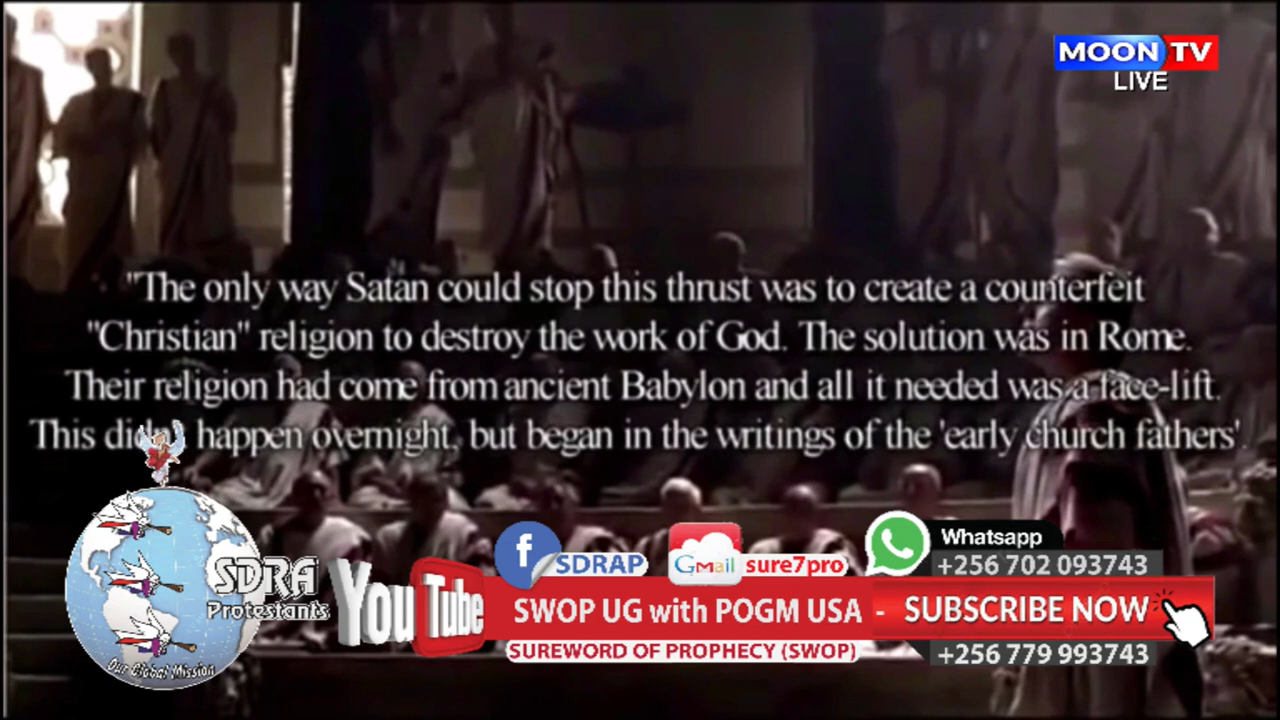 MOON TV
LIVE
"The only way Satan could stop this thrust was to create a counterfeit
"Christian" religion to destroy the work of God. The solution was in Rome.
Their religion had come from ancient Babylon and all it needed was a face-lift.
This didn't happen overnight, but began in the writings of the 'early church fathers'.
SDRA
Protestants
Our Global Mission
YouTube
f SDRAP
Gmail sure7pro
Whatsapp
+256 702 093743
SWOP UG with POGM USA - SUBSCRIBE NOW
SUREWORD OF PROPHECY (SWOP)
+256 779 993743